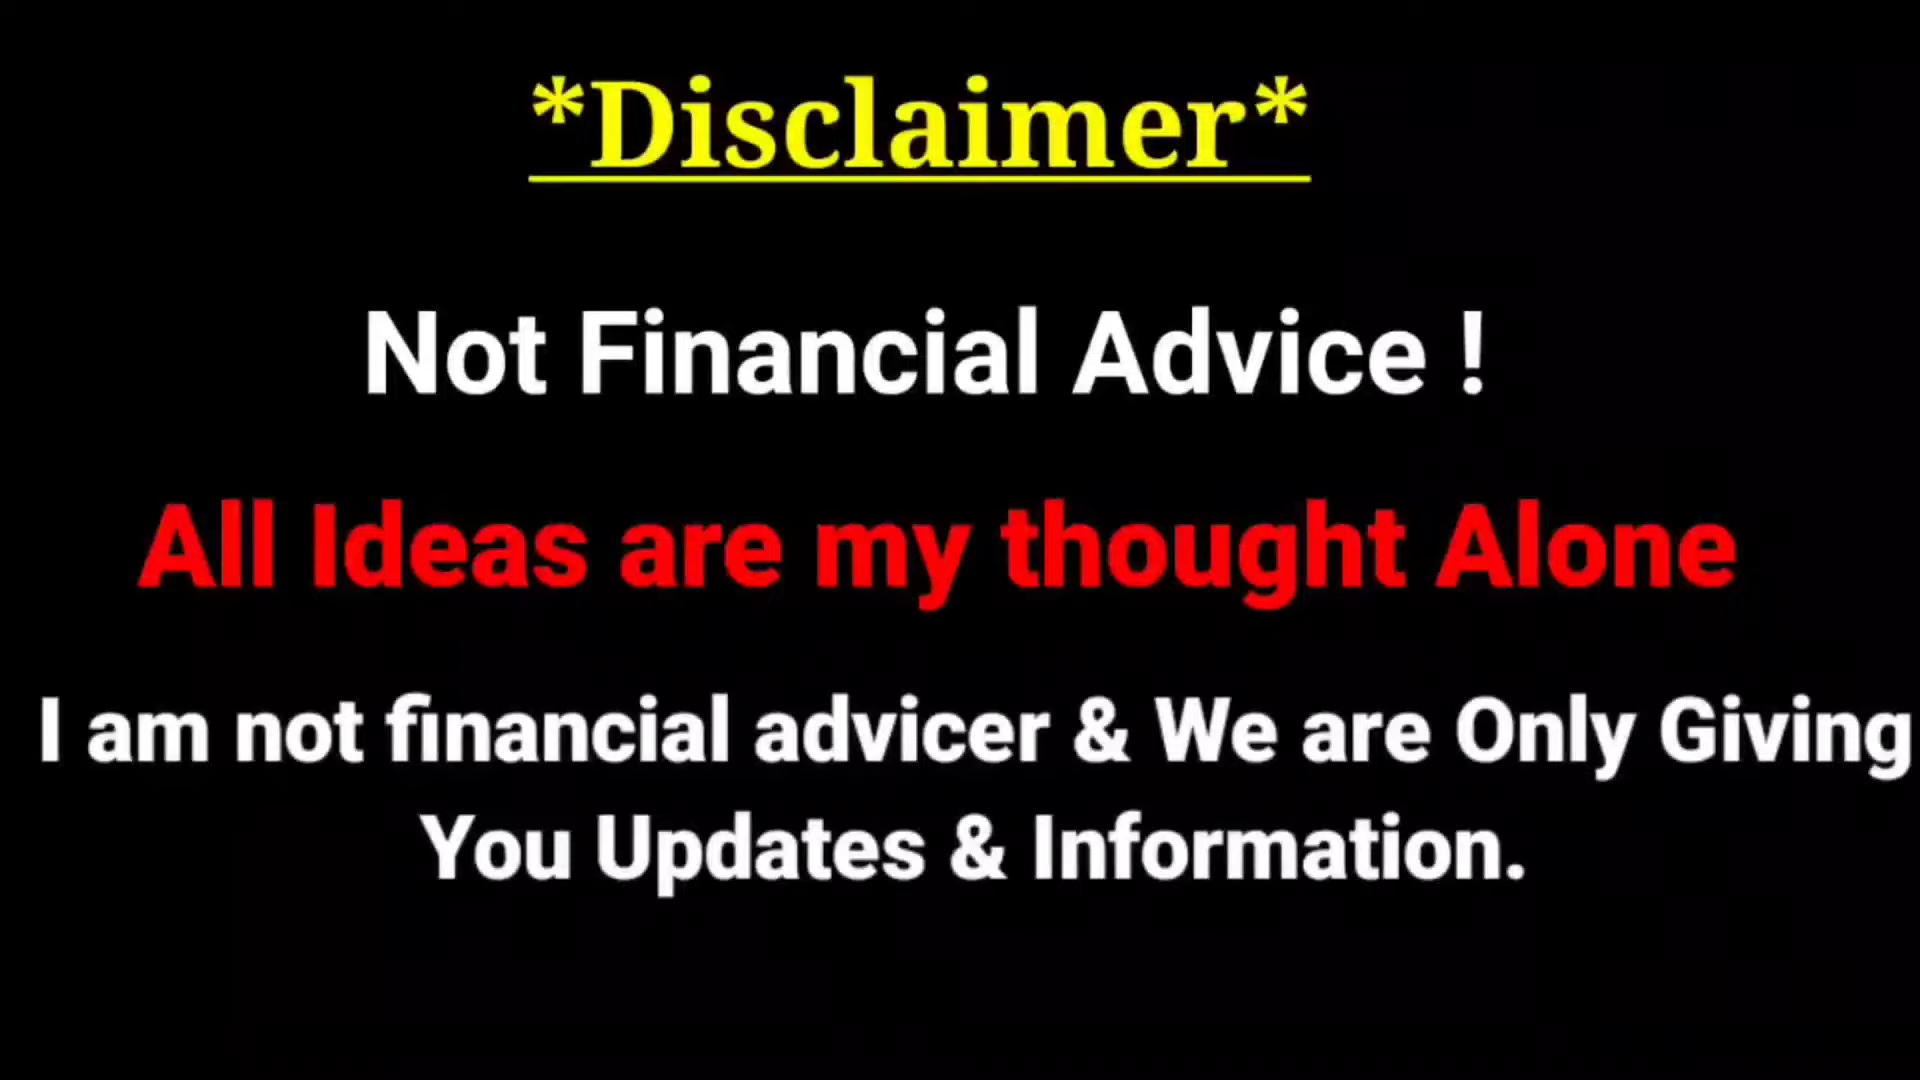 *Disclaimer*
Not Financial Advice !
All Ideas are my thought Alone
I am not financial advicer & We are Only Giving
You Updates & Information.